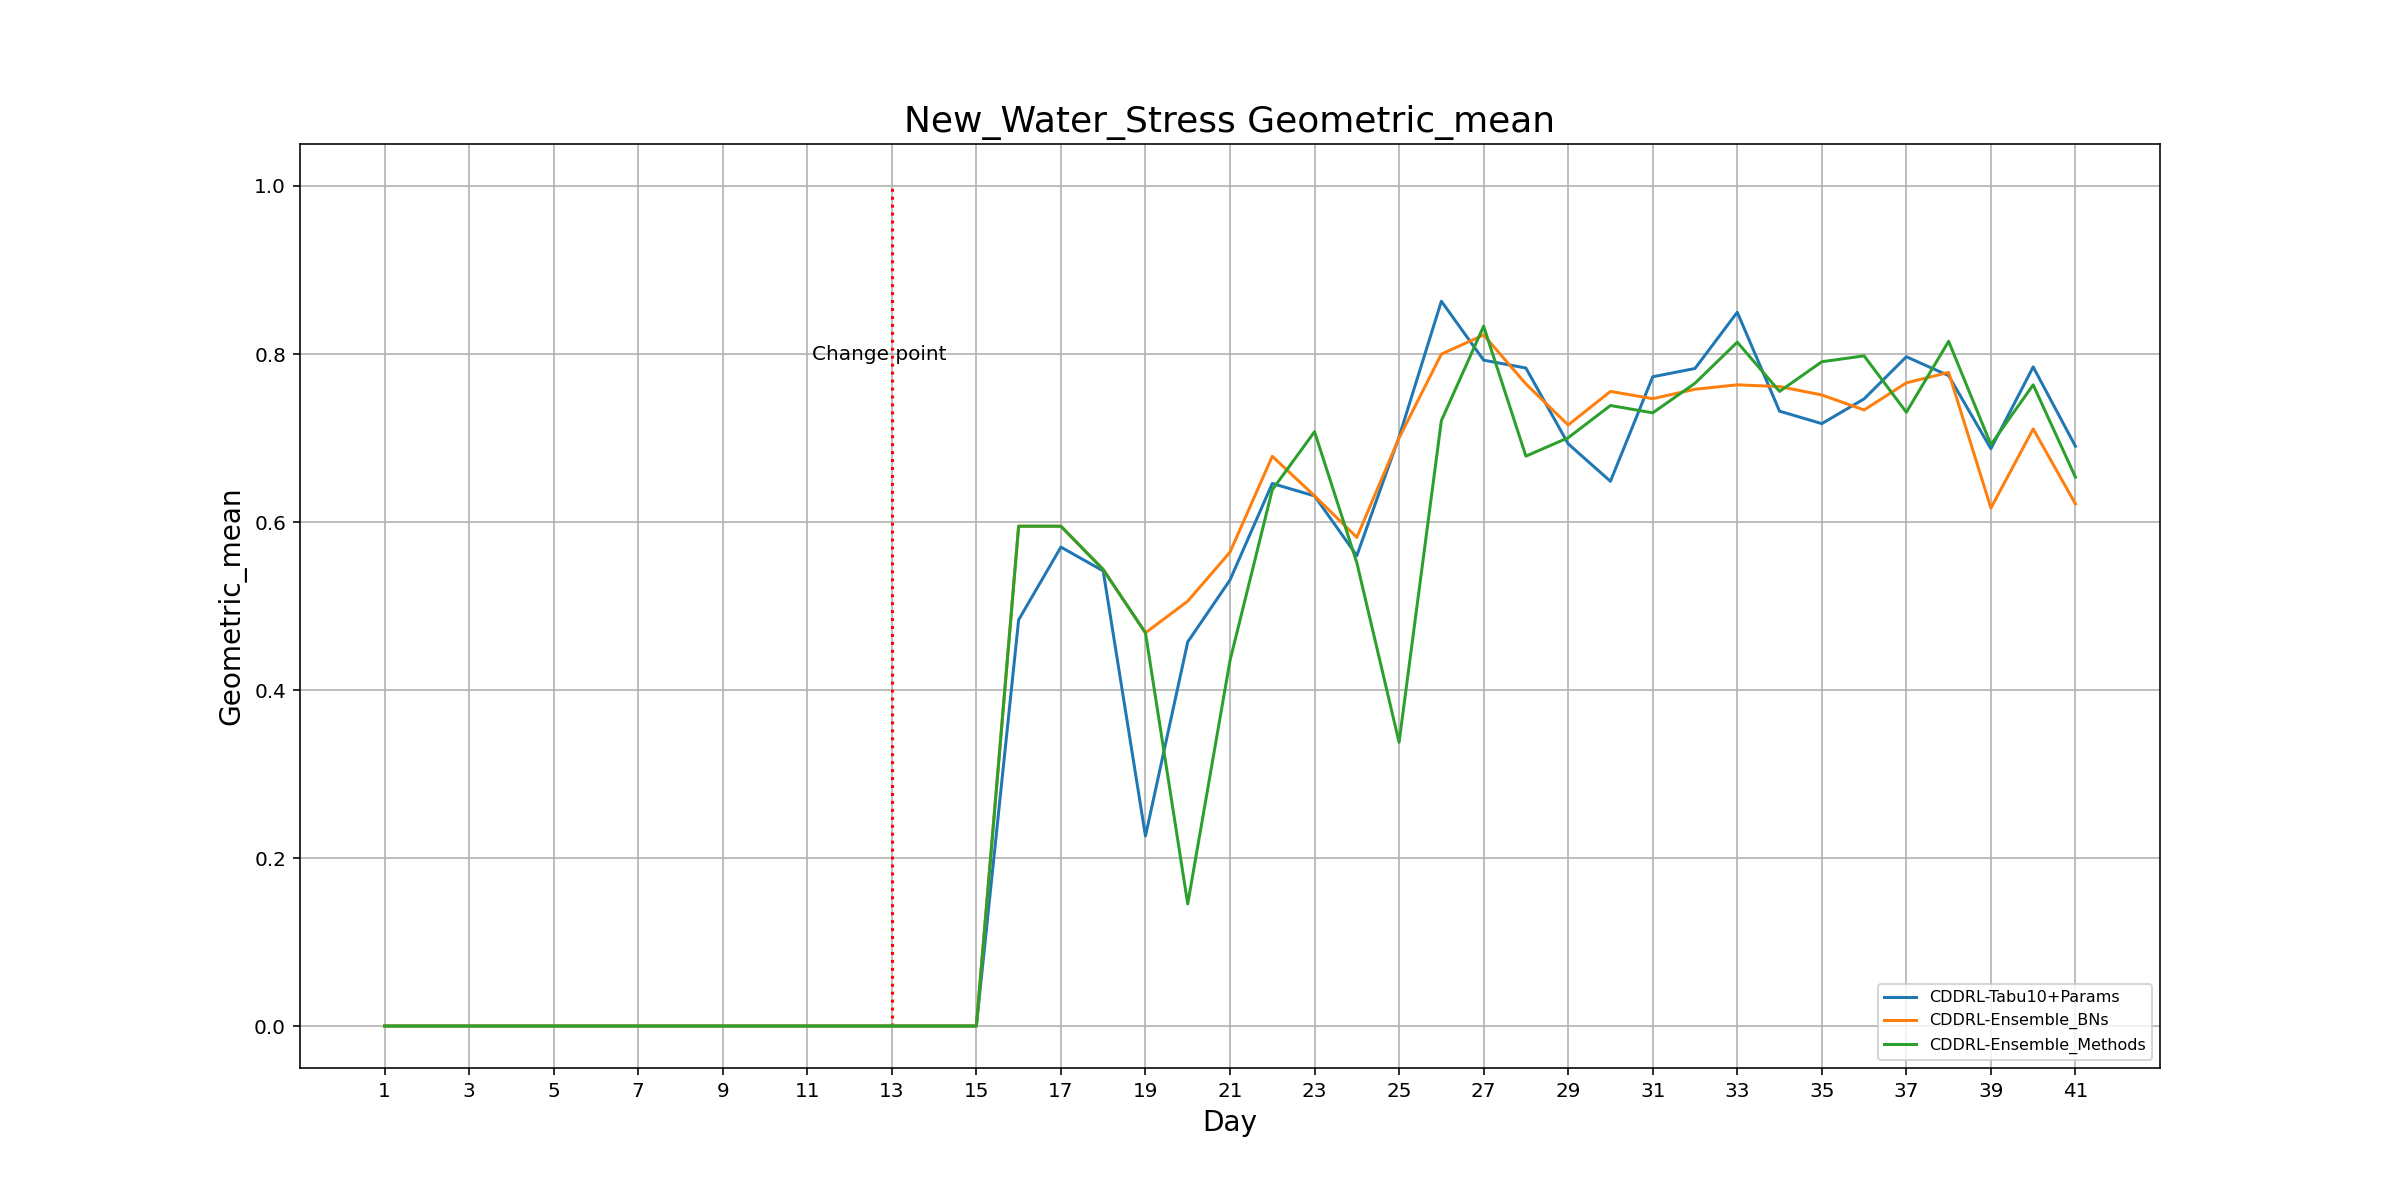 New_Water_Stress Geometric_mean
Geometric_mean
1.0
0.8
0.6
0.4
0.2
0.0
Change point
CDDRL-Tabu10+Params
CDDRL-Ensemble_BNs
CDDRL-Ensemble_Methods
1 3 5 7 9 11 13 15 17 19 21 23 25 27 29 31 33 35 37 39 41
Day